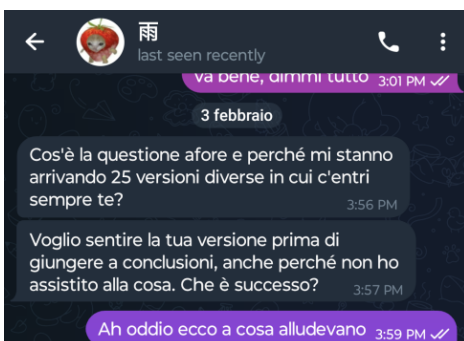 雨
last seen recently
va bene, dimmi tutto 3:01 PM
3 febbraio
Cos'è la questione afore e perché mi stanno
arrivando 25 versioni diverse in cui c'entri
sempre te?
3:56 PM
Voglio sentire la tua versione prima di
giungere a conclusioni, anche perché non ho
assistito alla cosa. Che è successo? 3:57 PM
Ah oddio ecco a cosa alludevano 3:59 PM